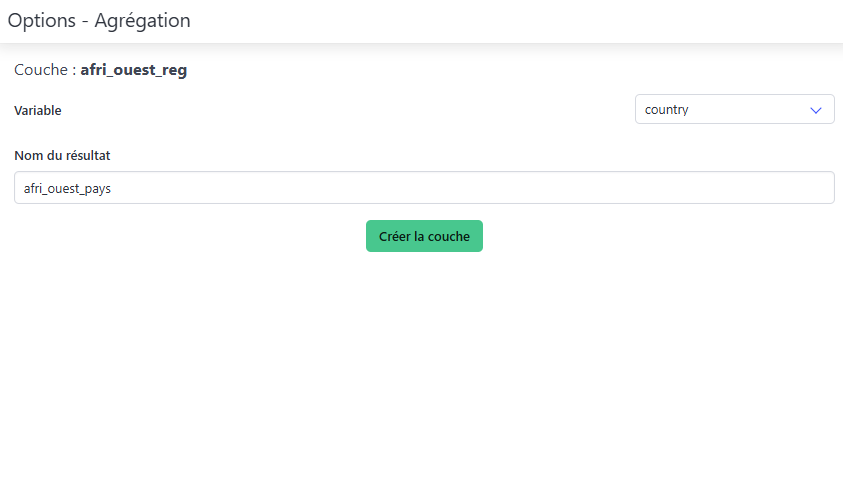 Options - Agrégation
Couche : afri_ouest_reg
Variable
country
Nom du résultat
afri_ouest_pays
Créer la couche